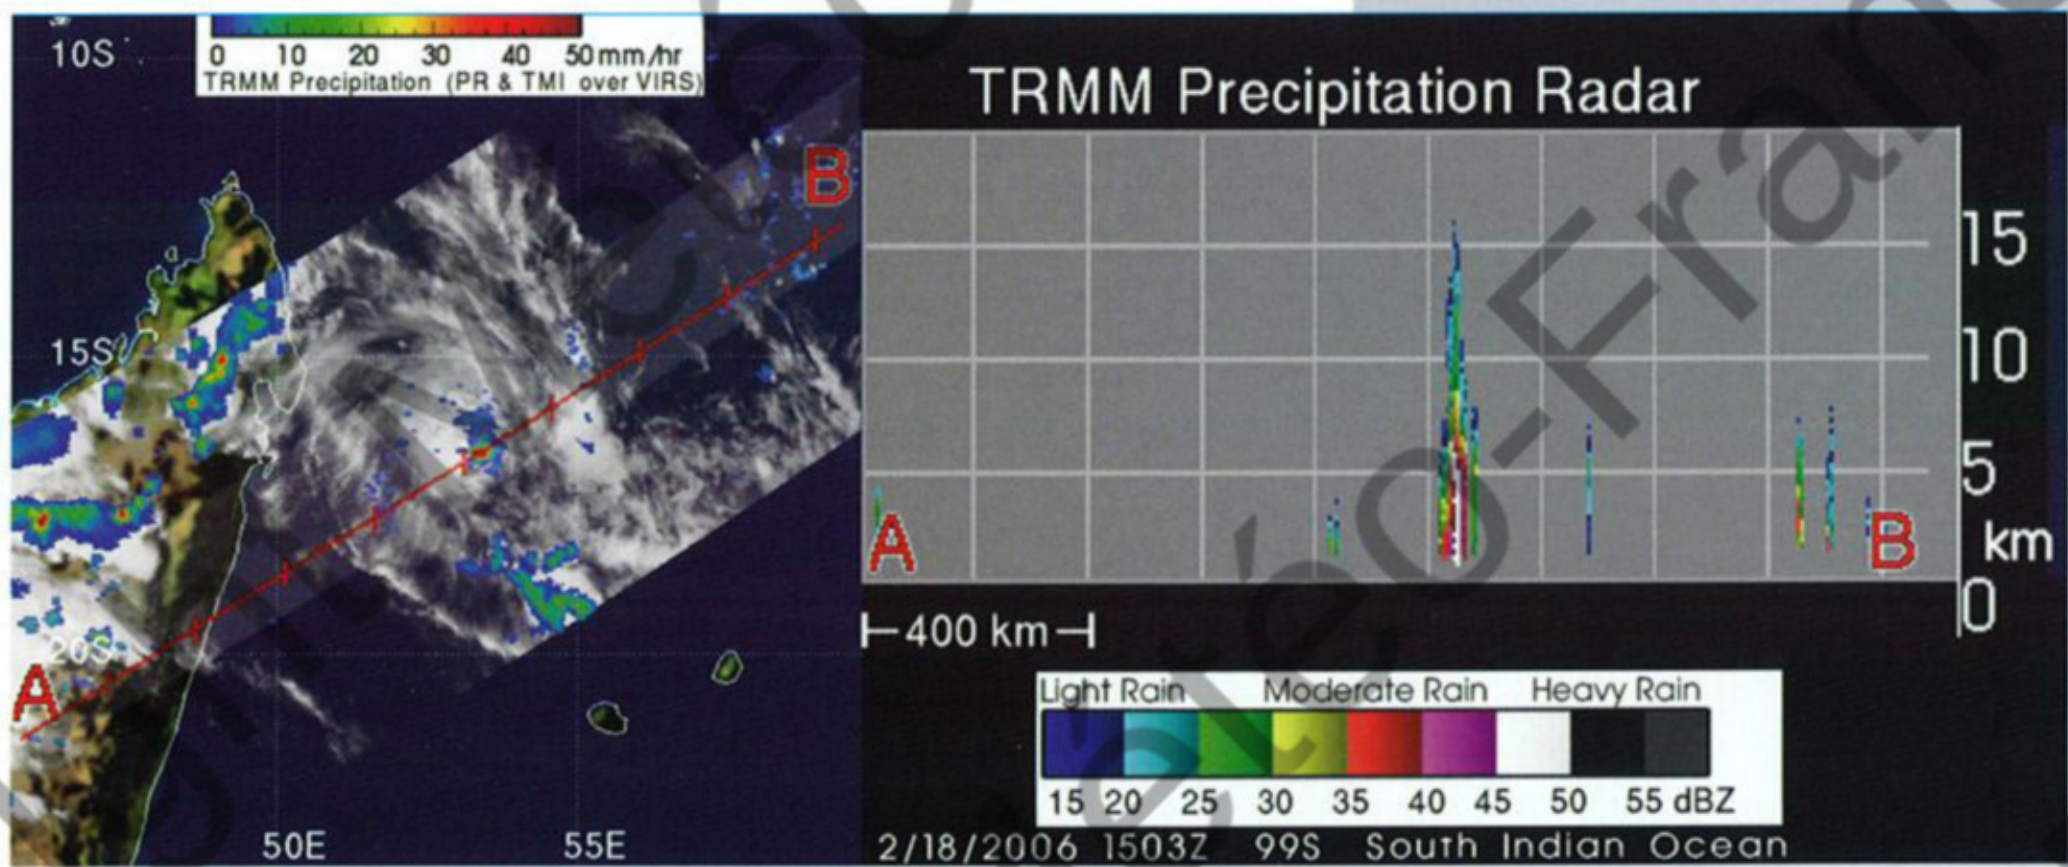 0 10 20 30 40 50 mm/hr
TRMM Precipitation (PR & TMI over VIRS)
10S
B
15S
20S
A
50E 55E
TRMM Precipitation Radar
15
10
5
km
0
A B
400 km
Light Rain Moderate Rain Heavy Rain
15 20 25 30 35 40 45 50 55 dBZ
2/18/2006 1503Z 99S South Indian Ocean